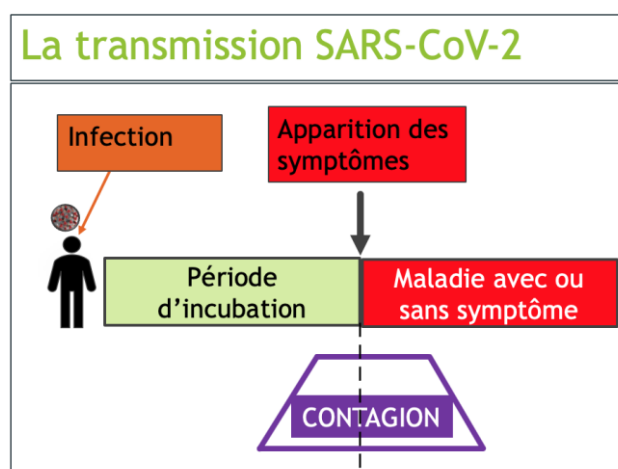 La transmission SARS-CoV-2
Infection
Apparition des
symptômes
Période
d'incubation
Maladie avec ou
sans symptôme
CONTAGION